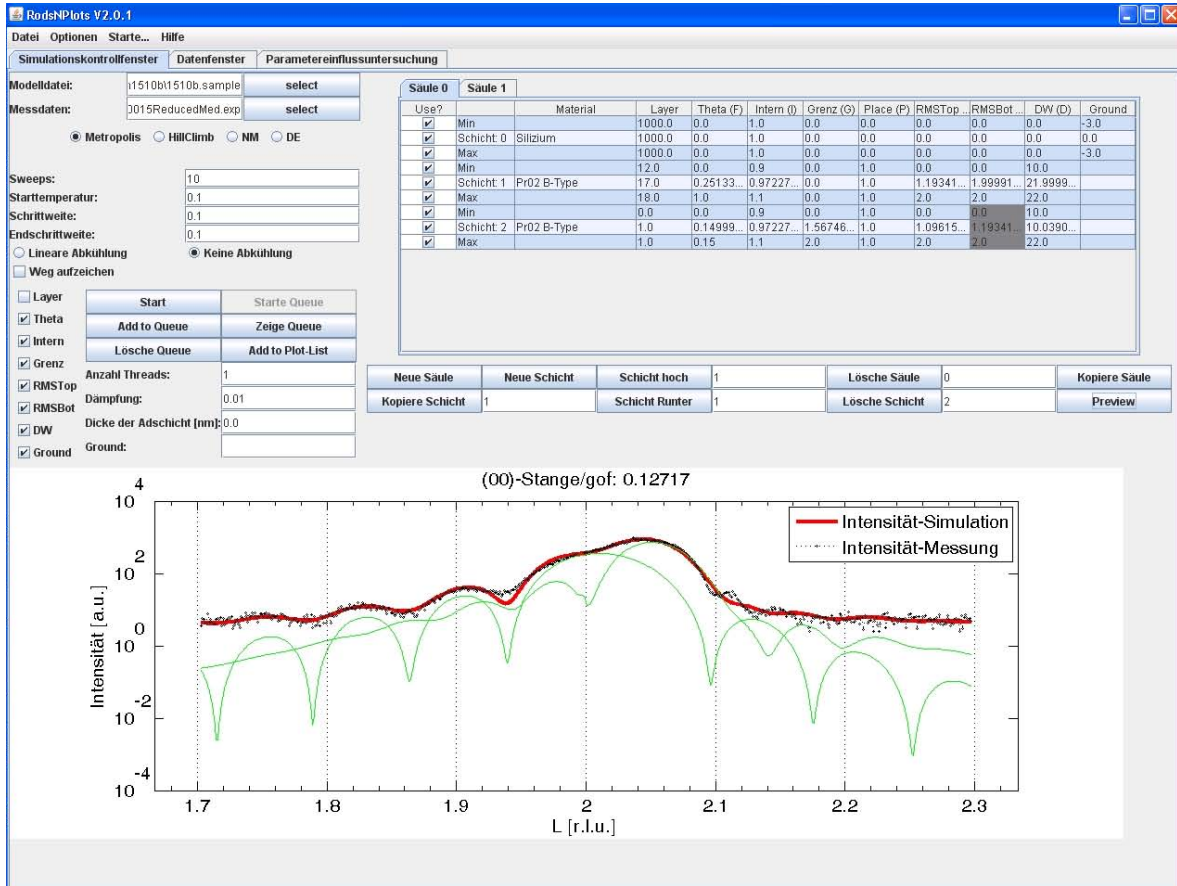 RodsNPlots V2.0.1
Datei Optionen Starte... Hilfe
Simulationskontrollfenster Datenfenster Parametereinflussuntersuchung
Modelldatei: \1510b\1510b.sample select
Messdaten: 0015ReducedMed.exp select
Metropolis HillClimb NM DE
Sweeps: 10
Starttemperatur: 0.1
Schrittweite: 0.1
Endschrittweite: 0.1
Lineare Abkühlung Keine Abkühlung
Weg aufzeichen
Layer
Theta
Intern
Grenz
RMSTop
RMSBot
DW
Ground
Start Starte Queue
Add to Queue Zeige Queue
Lösche Queue Add to Plot-List
Anzahl Threads: 1
Dämpfung: 0.01
Dicke der Adschicht [nm]: 0.0
Ground:
Säule 0 Säule 1
Use? Material Layer Theta (F) Intern (I) Grenz (G) Place (P) RMSTop ... RMSBot ... DW (D) Ground
Min 1000.0 0.0 1.0 0.0 0.0 0.0 0.0 0.0 -3.0
Schicht: 0 Silizium 1000.0 0.0 1.0 0.0 0.0 0.0 0.0 0.0 0.0
Max 1000.0 0.0 1.0 0.0 0.0 0.0 0.0 0.0 -3.0
Min 12.0 0.0 0.9 0.0 1.0 0.0 0.0 10.0
Schicht: 1 Pr02 B-Type 17.0 0.25133... 0.97227... 0.0 1.0 1.19341... 1.99991... 21.9999...
Max 18.0 1.0 1.1 0.0 1.0 2.0 2.0 22.0
Min 0.0 0.0 0.9 0.0 1.0 0.0 0.0 10.0
Schicht: 2 Pr02 B-Type 1.0 0.14999... 0.97227... 1.56746... 1.0 1.09615... 1.19341... 10.0390...
Max 1.0 0.15 1.1 2.0 1.0 2.0 2.0 22.0
Neue Säule Neue Schicht Schicht hoch 1 Lösche Säule 0 Kopiere Säule
Kopiere Schicht 1 Schicht Runter 1 Lösche Schicht 2 Preview
(00)-Stange/gof: 0.12717
Intensität-Simulation
Intensität-Messung
Intensität [a.u.]
10 4
10 2
10 0
10 -2
10 -4
1.7 1.8 1.9 2 2.1 2.2 2.3
L [r.l.u.]